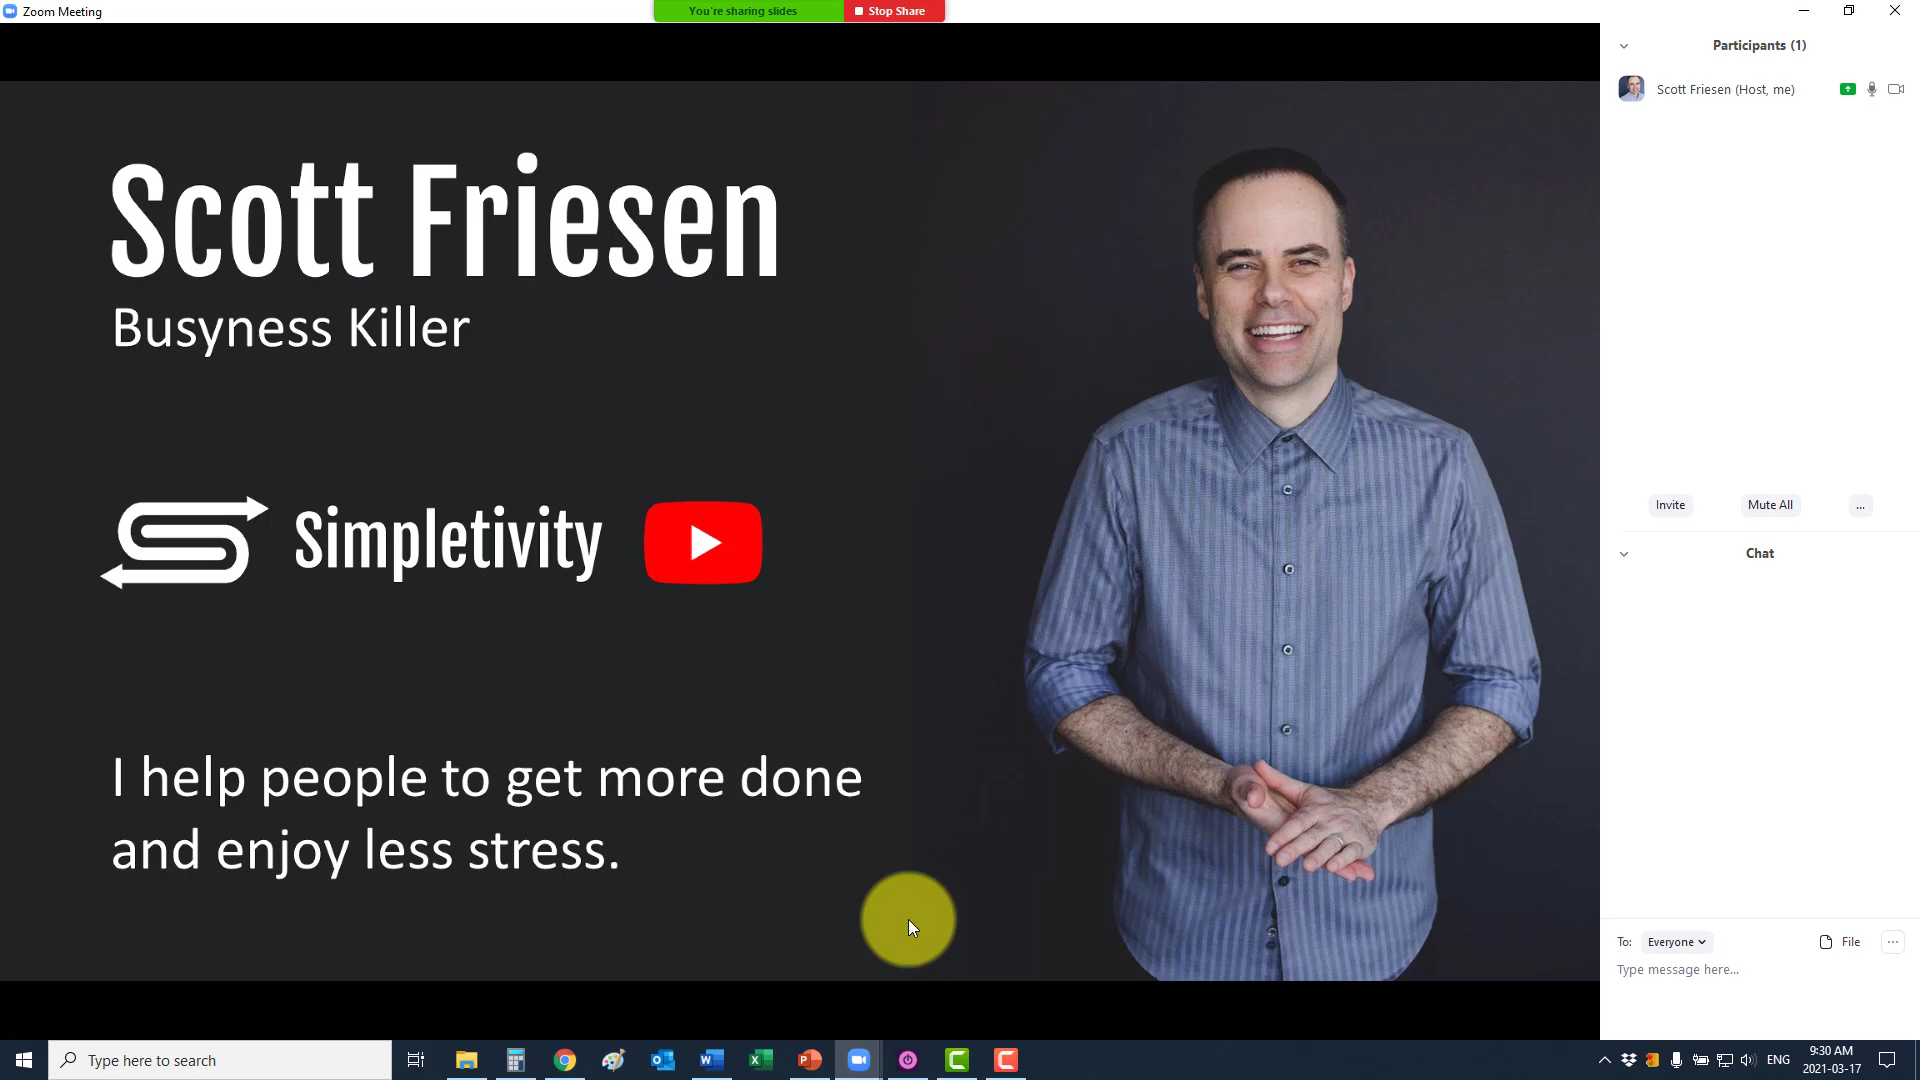 Zoom Meeting
You're sharing slides
Stop Share
Participants (1)
Scott Friesen (Host, me)
Scott Friesen
Busyness Killer
Simpletivity
I help people to get more done
and enjoy less stress.
Invite
Mute All
...
Chat
To: Everyone
File
...
Type message here...
Type here to search
ENG
9:30 AM
2021-03-17